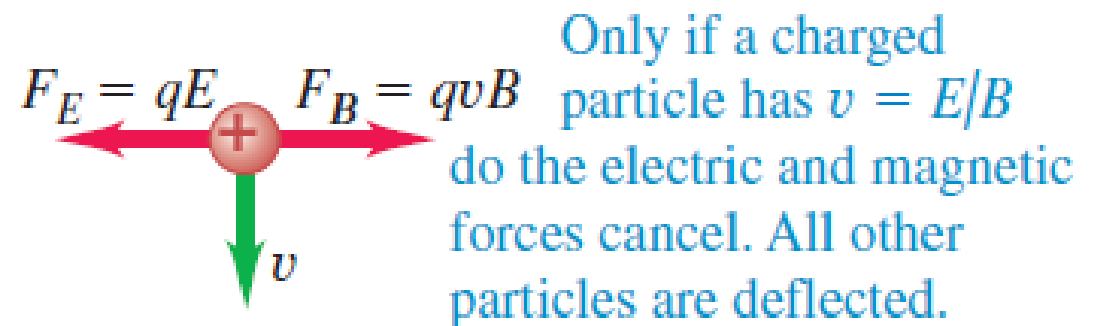 Only if a charged
F_E = qE F_B = qvB particle has v = E/B
+
do the electric and magnetic
forces cancel. All other
v
particles are deflected.